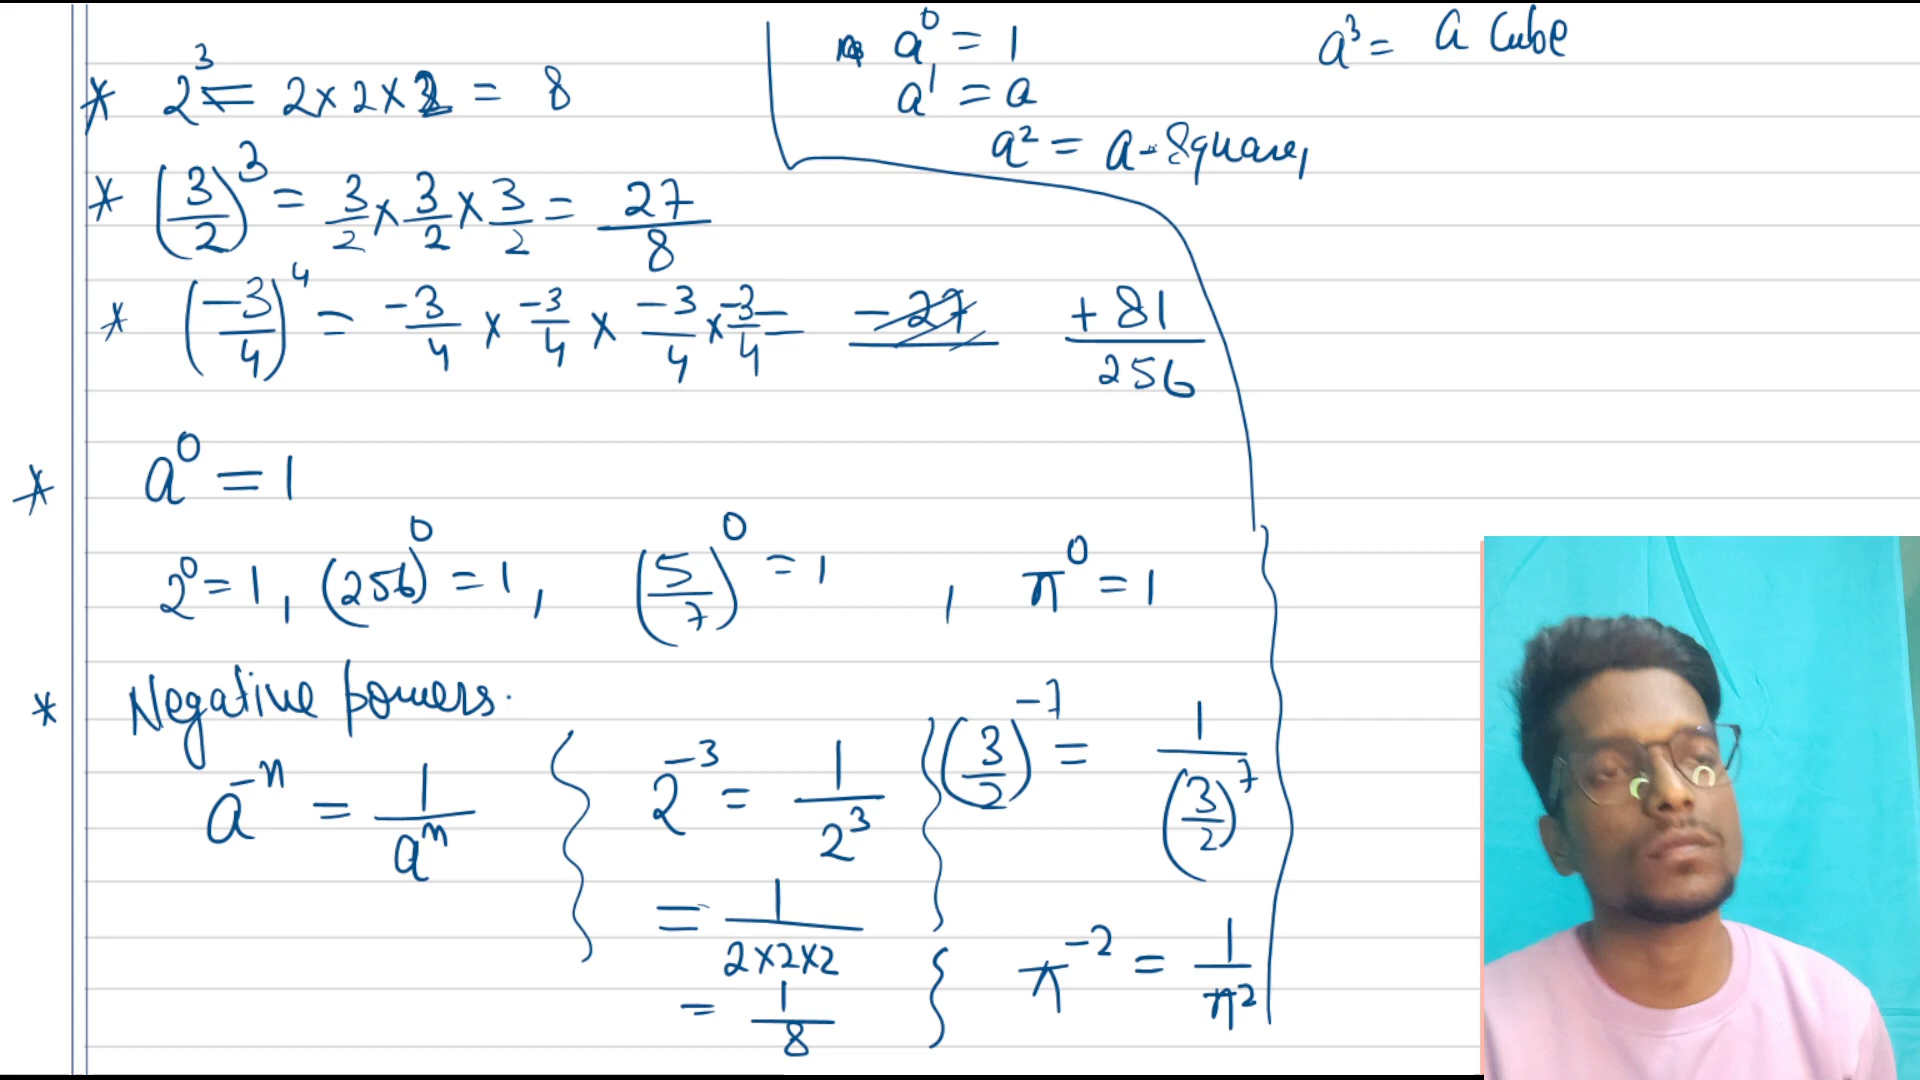 a⁰ = 1
a¹ = a
a² = a-Square,
a³ = a Cube
* 2³ = 2×2×2 = 8
* (3/2)³ = 3/2 × 3/2 × 3/2 = 27/8
* (-3/4)⁴ = -3/4 × -3/4 × -3/4 × -3/4 = -27 +81/256
* a⁰ = 1
2⁰ = 1, (256)⁰ = 1, (5/7)⁰ = 1, π⁰ = 1
* Negative powers.
a⁻ⁿ = 1/aⁿ
2⁻³ = 1/2³
= 1/2×2×2
= 1/8
(3/2)⁻⁷ = 1/(3/2)⁷
π⁻² = 1/π²